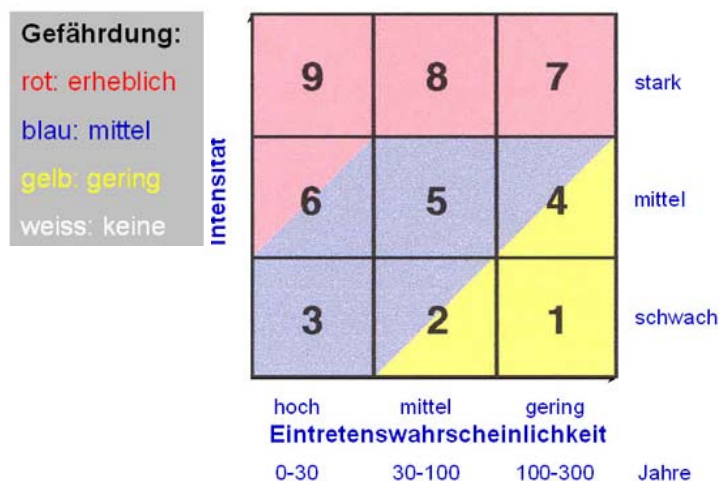 Gefährdung:
rot: erheblich
blau: mittel
gelb: gering
weiss: keine
Intensität
9 8 7 stark
6 5 4 mittel
3 2 1 schwach
hoch mittel gering
Eintretenswahrscheinlichkeit
0-30 30-100 100-300 Jahre